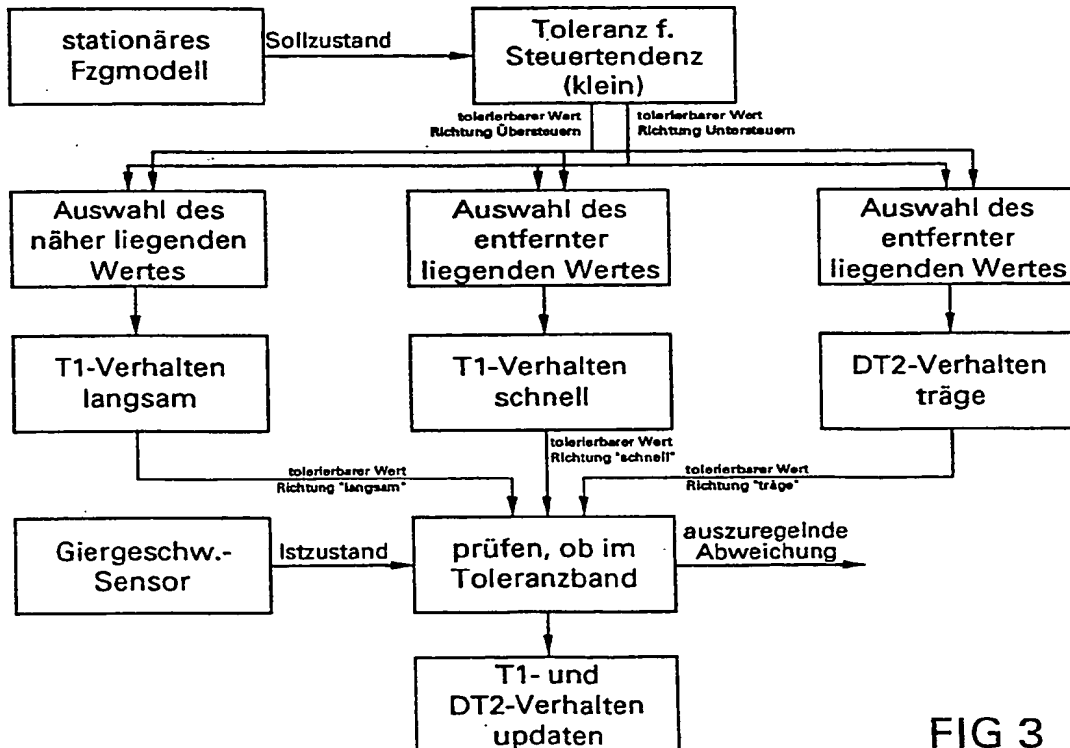 stationäres
Fzgmodell
Sollzustand
Toleranz f.
Steuertendenz
(klein)
tolerierbarer Wert
Richtung Übersteuern
tolerierbarer Wert
Richtung Unterstauern
Auswahl des
näher liegenden
Wertes
Auswahl des
entfernter
liegenden Wertes
Auswahl des
entfernter
liegenden Wertes
T1-Verhalten
langsam
T1-Verhalten
schnell
DT2-Verhalten
träge
tolerierbarer Wert
Richtung "langsam"
tolerierbarer Wert
Richtung "schnell"
tolerierbarer Wert
Richtung "träge"
Giergeschw.-
Sensor
Istzustand
prüfen, ob im
Toleranzband
auszuregelnde
Abweichung
T1- und
DT2-Verhalten
updaten
FIG 3